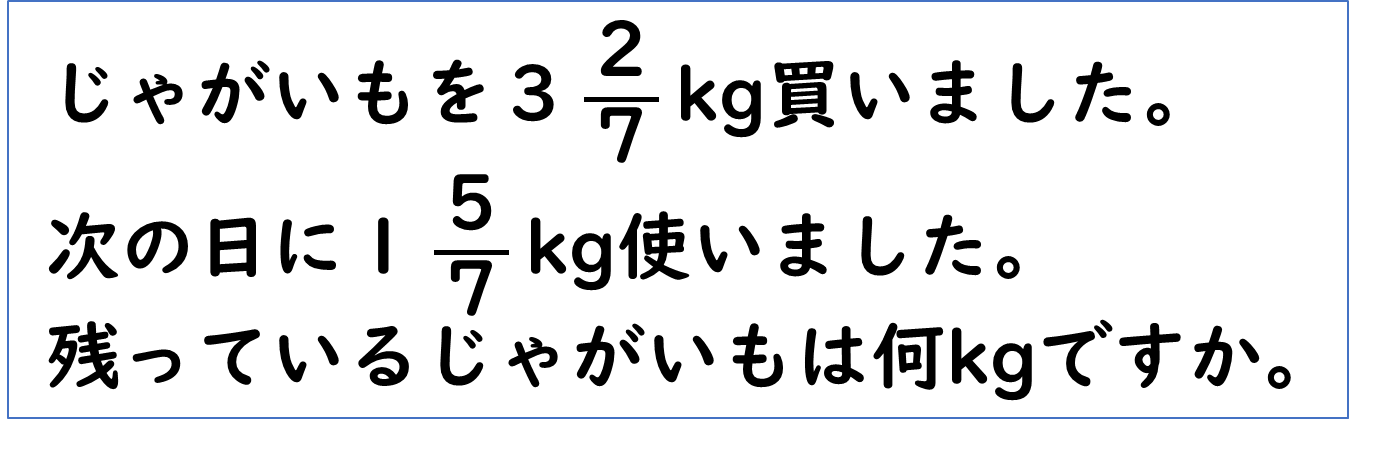 じゃがいもを3 2/7 kg買いました。
次の日に1 5/7 kg使いました。
残っているじゃがいもは何kgですか。